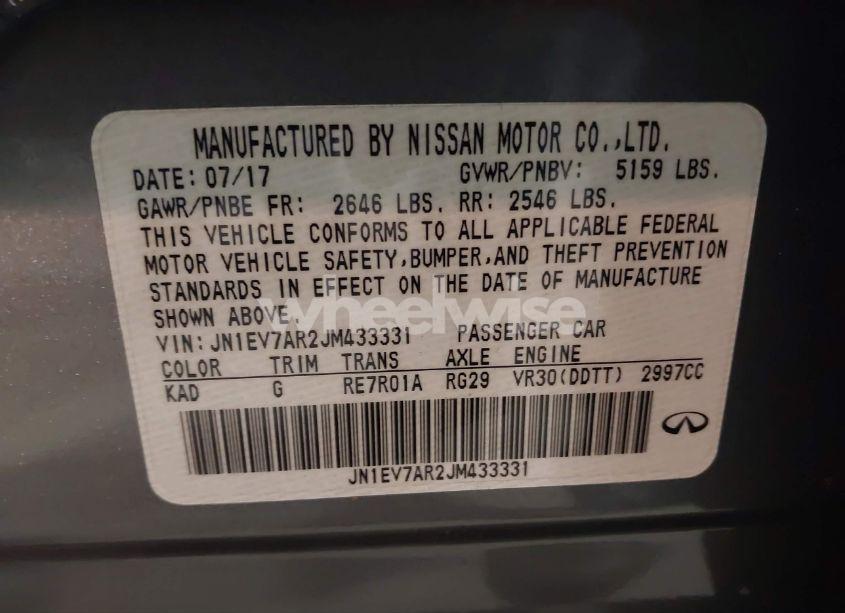 MANUFACTURED BY NISSAN MOTOR CO.,LTD.
DATE: 07/17 GVWR/PNBV: 5159 LBS.
GAWR/PNBE FR: 2646 LBS. RR: 2546 LBS.
THIS VEHICLE CONFORMS TO ALL APPLICABLE FEDERAL
MOTOR VEHICLE SAFETY,BUMPER,AND THEFT PREVENTION
STANDARDS IN EFFECT ON THE DATE OF MANUFACTURE
SHOWN ABOVE.
wheelwise
VIN: JN1EV7AR2JM433331 PASSENGER CAR
COLOR TRIM TRANS AXLE ENGINE
KAD G RE7R01A RG29 VR30(DDTT) 2997CC
JN1EV7AR2JM433331